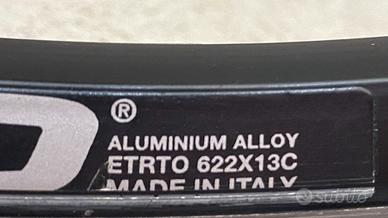 ®
ALUMINIUM ALLOY
ETRTO 622X13C
MADE IN ITALY
subito